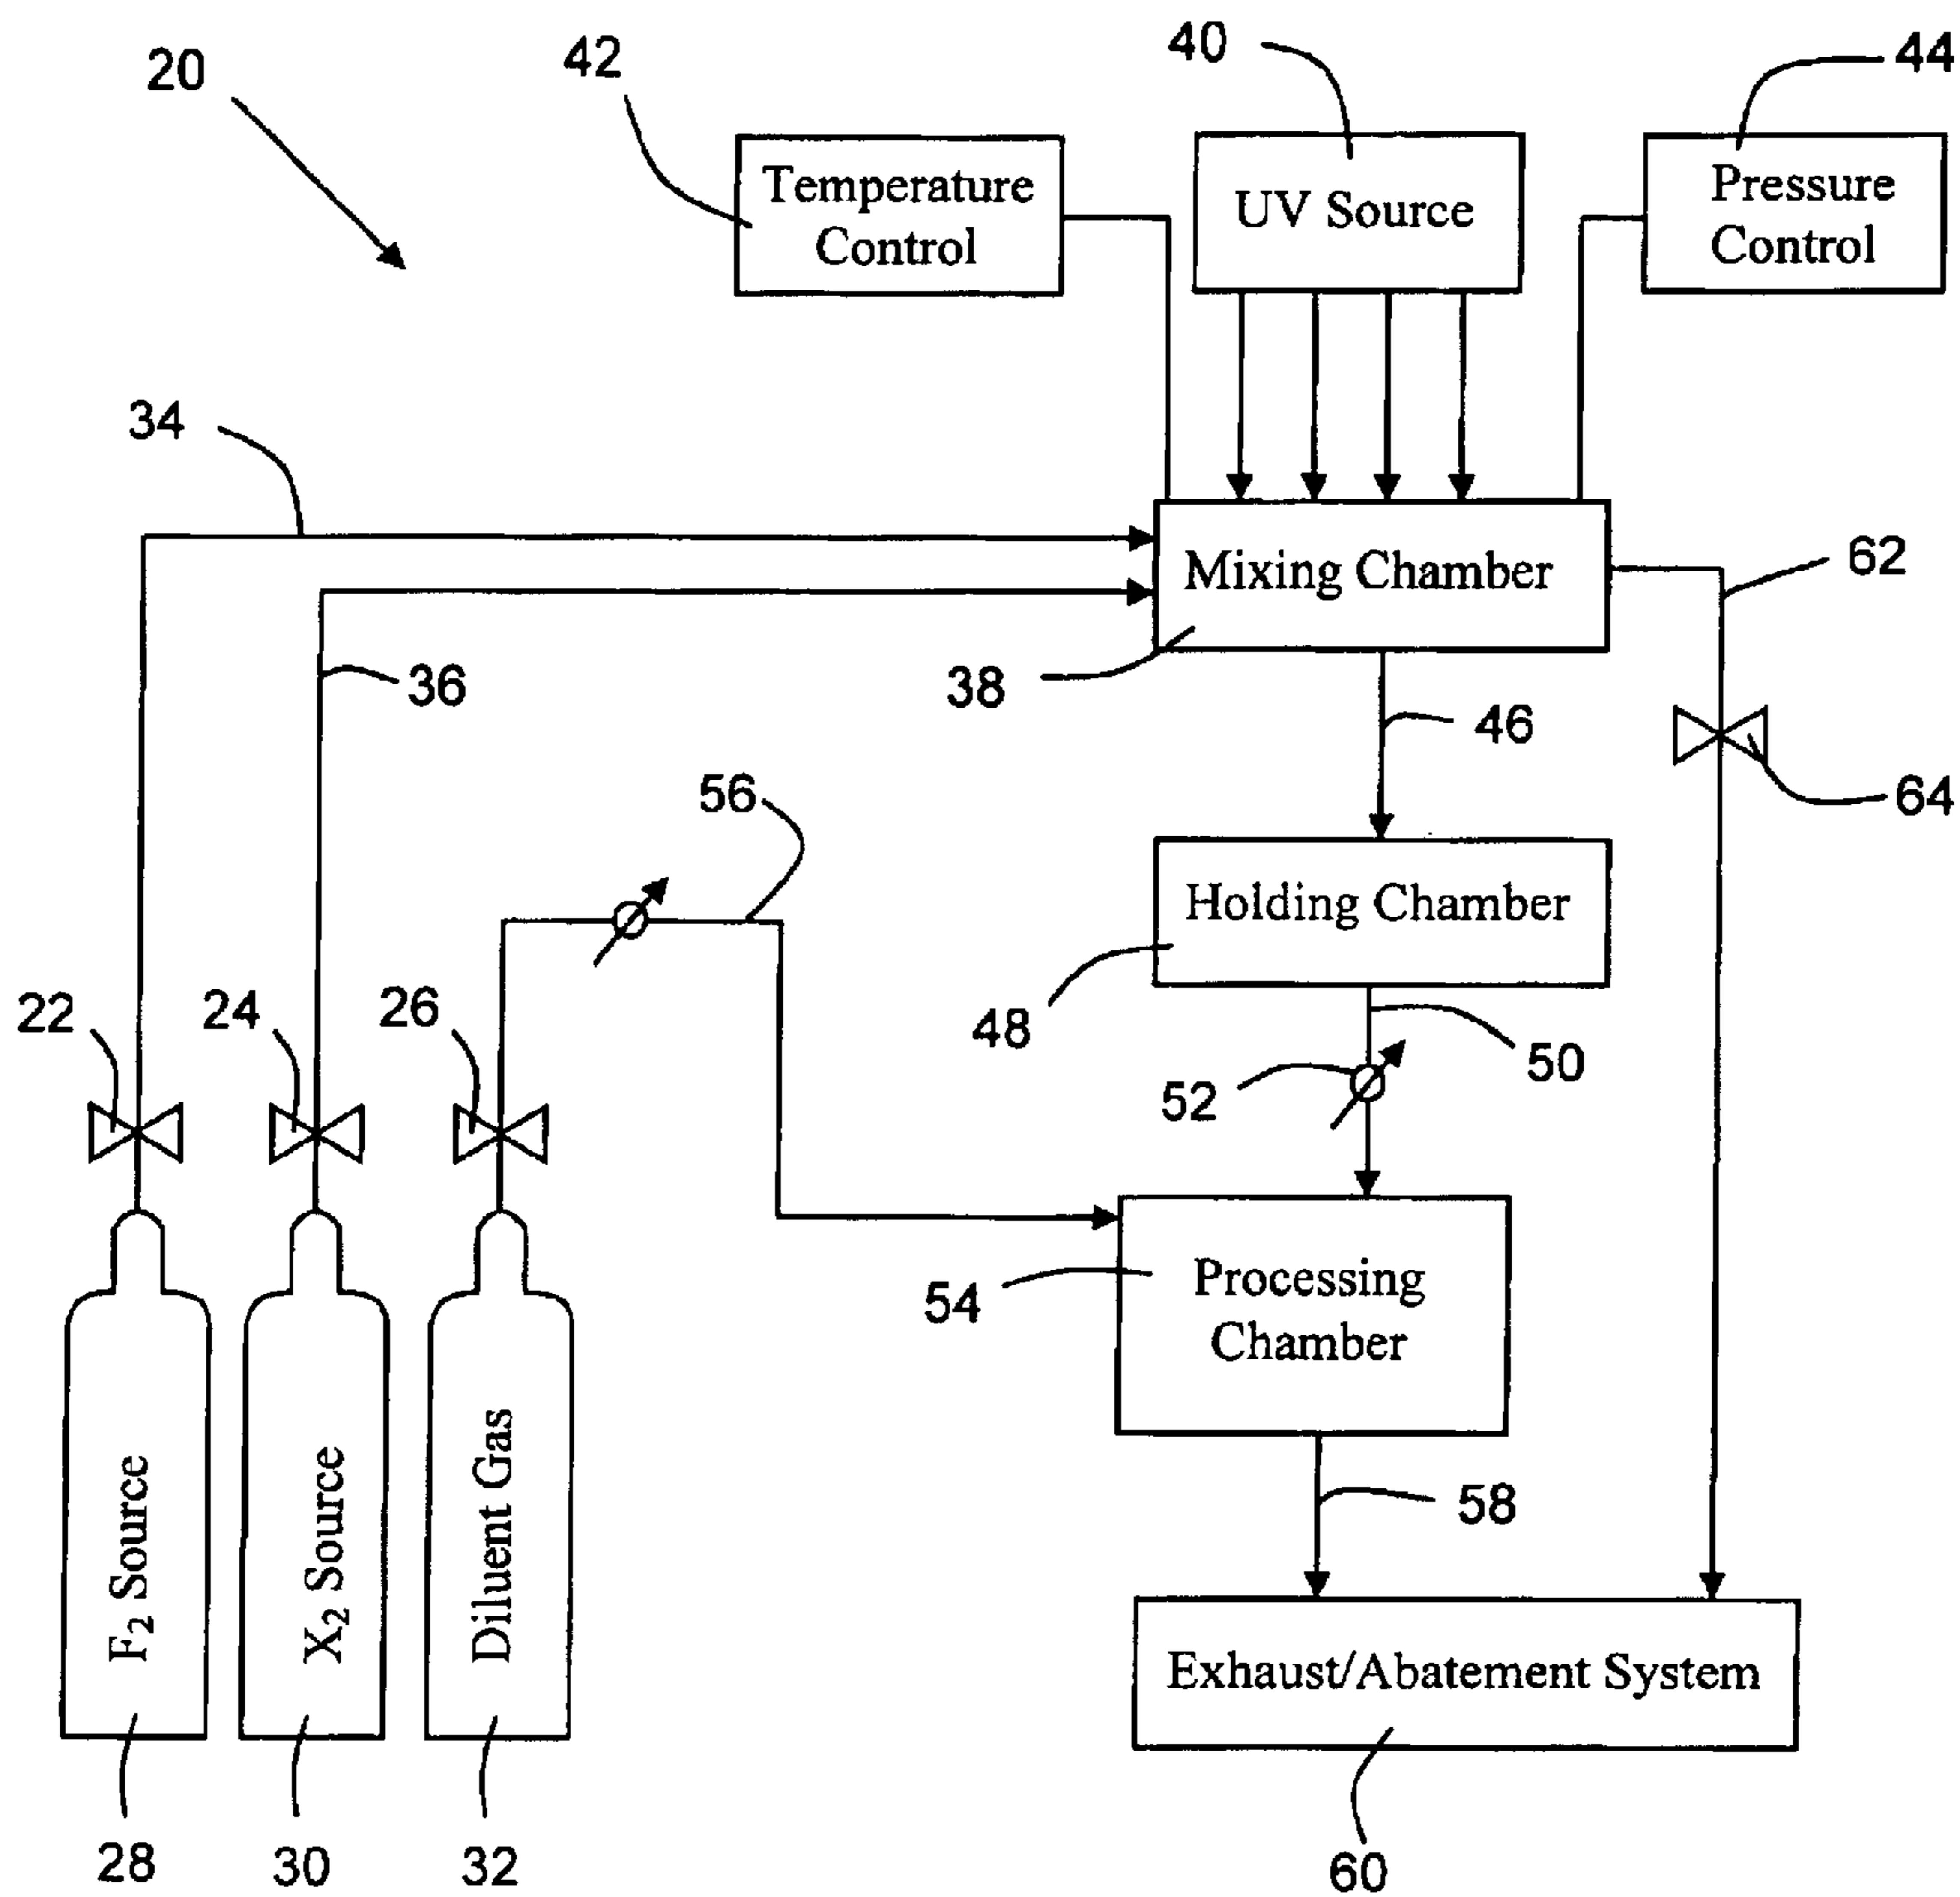 20
42
40
44
Temperature
Control
UV Source
Pressure
Control
34
Mixing Chamber
62
36
38
46
64
56
Holding Chamber
22
24
26
48
50
52
54
Processing
Chamber
58
F₂ Source
X₂ Source
Diluent Gas
Exhaust/Abatement System
28
30
32
60